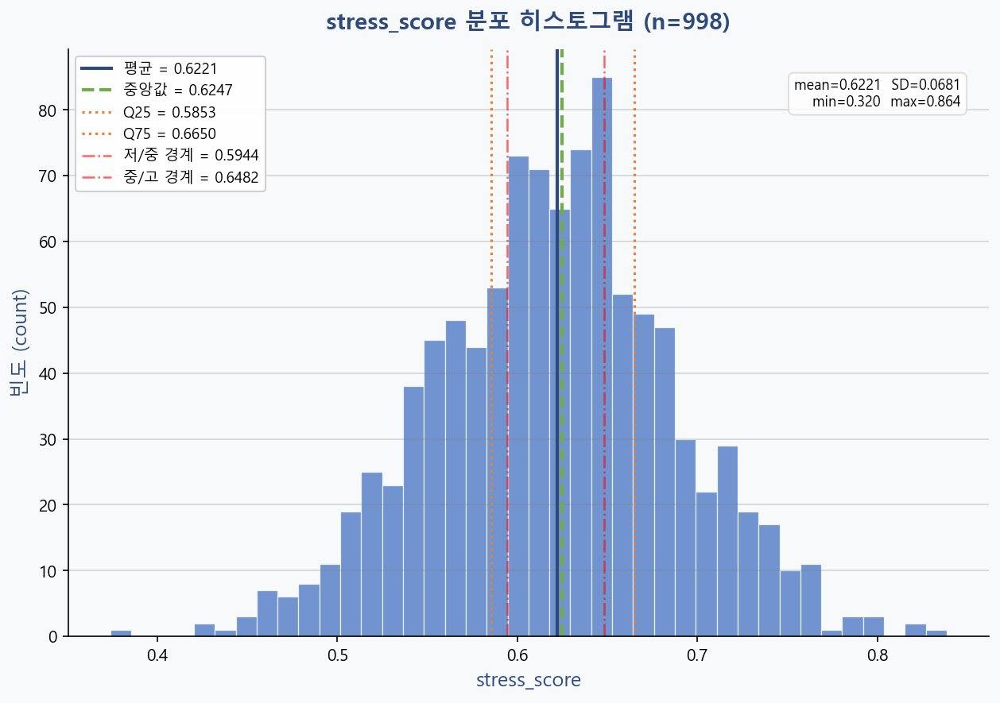 stress_score 분포 히스토그램 (n=998)
평균 = 0.6221
중앙값 = 0.6247
Q25 = 0.5853
Q75 = 0.6650
저/중 경계 = 0.5944
중/고 경계 = 0.6482
mean=0.6221 SD=0.0681
min=0.320 max=0.864
빈도 (count)
80
70
60
50
40
30
20
10
0
0.4 0.5 0.6 0.7 0.8
stress_score